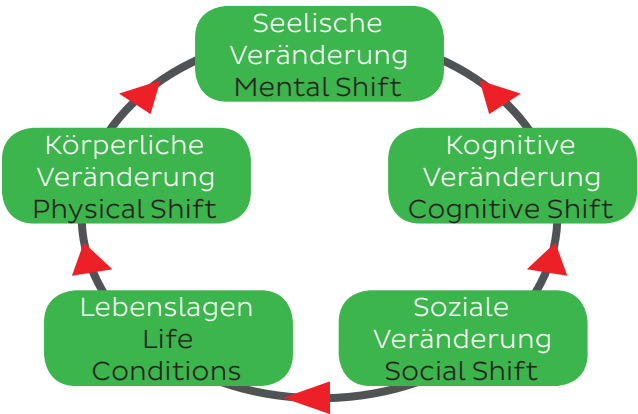 Seelische
Veränderung
Mental Shift
Körperliche
Veränderung
Physical Shift
Kognitive
Veränderung
Cognitive Shift
Lebenslagen
Life
Conditions
Soziale
Veränderung
Social Shift